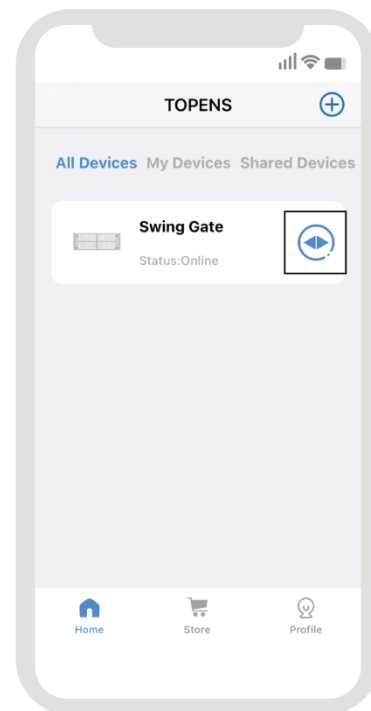 TOPENS
All Devices My Devices Shared Devices
Swing Gate
Status:Online
Home Store Profile